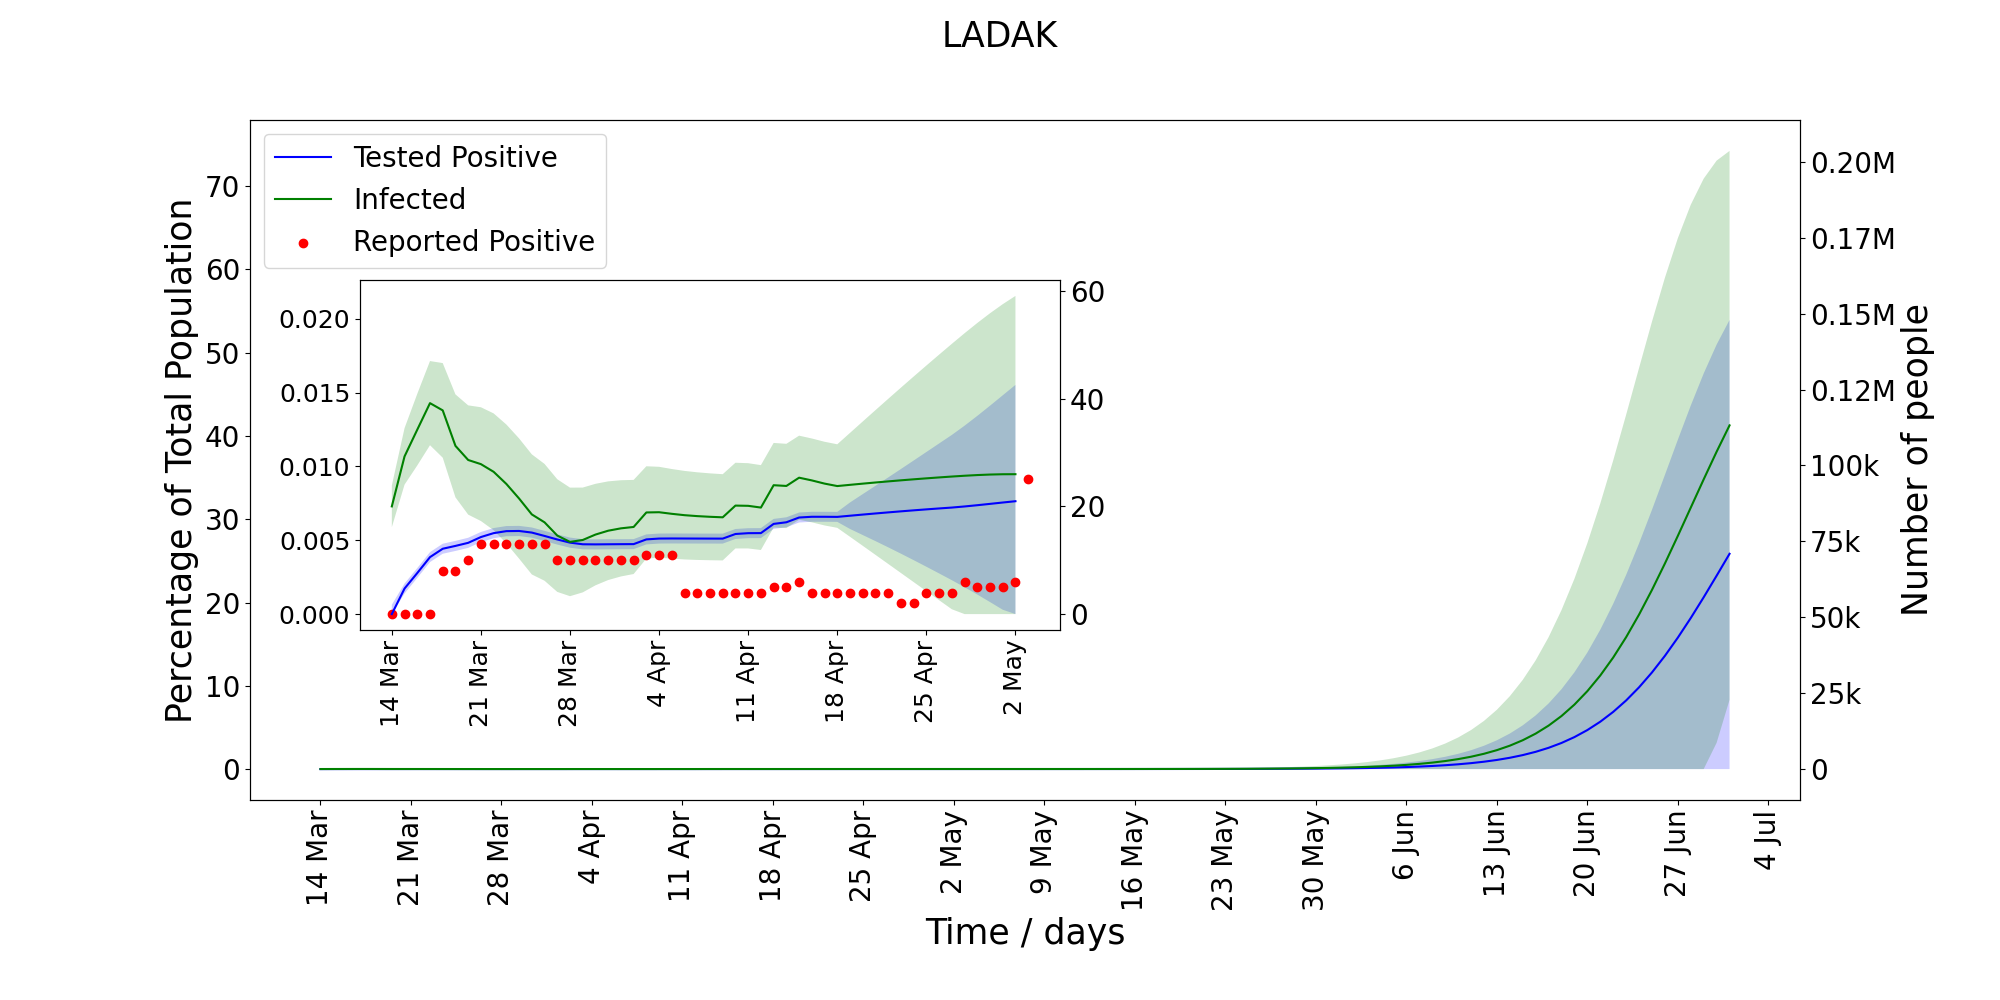 LADAK
Tested Positive
Infected
Reported Positive
Percentage of Total Population
70
60
50
40
30
20
10
0
0.020
0.015
0.010
0.005
0.000
60
40
20
0
14 Mar
21 Mar
28 Mar
4 Apr
11 Apr
18 Apr
25 Apr
2 May
0.20M
0.17M
0.15M
0.12M
100k
75k
50k
25k
0
Number of people
14 Mar
21 Mar
28 Mar
4 Apr
11 Apr
18 Apr
25 Apr
2 May
9 May
16 May
23 May
30 May
6 Jun
13 Jun
20 Jun
27 Jun
4 Jul
Time / days